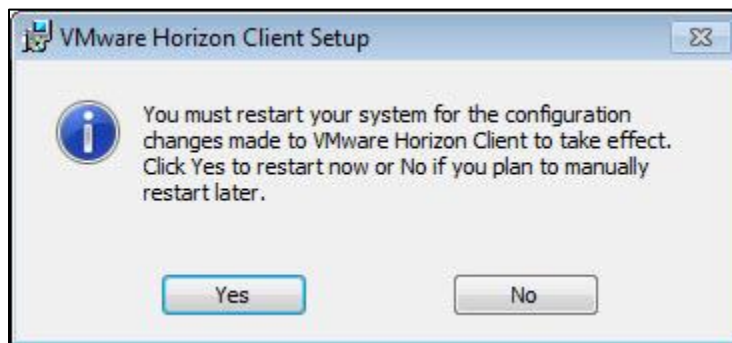 VMware Horizon Client Setup
You must restart your system for the configuration
changes made to VMware Horizon Client to take effect.
Click Yes to restart now or No if you plan to manually
restart later.
Yes
No